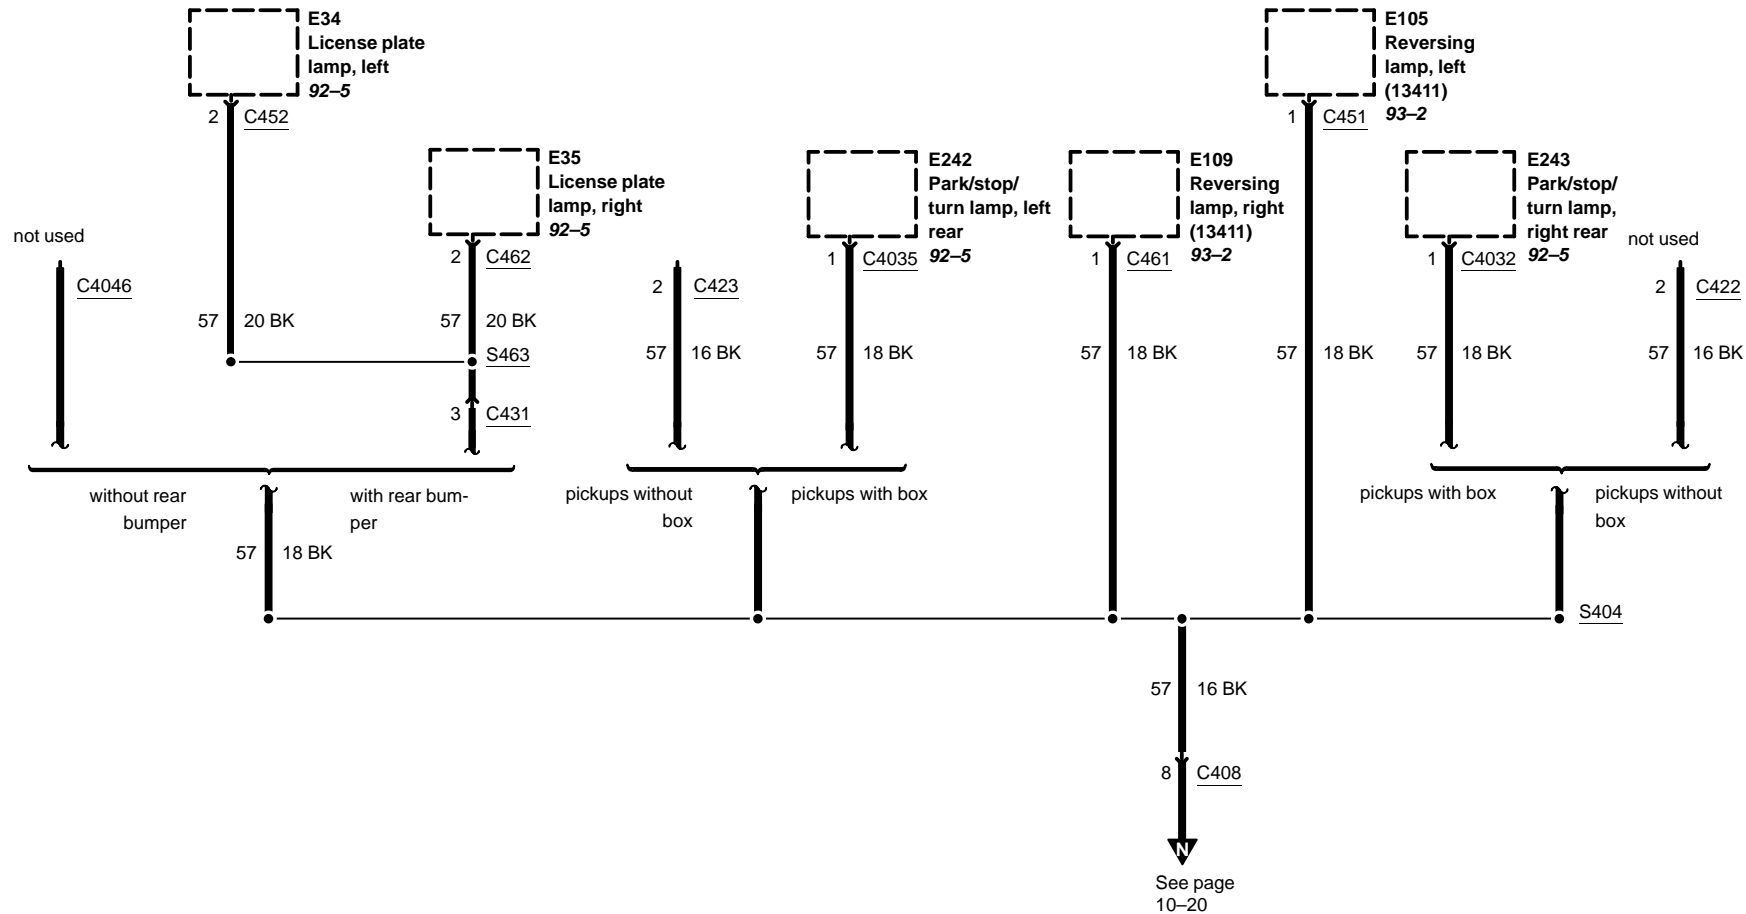 E34
License plate
lamp, left
92–5
2 C452
E105
Reversing
lamp, left
(13411)
93–2
1 C451
E35
License plate
lamp, right
92–5
2 C462
E242
Park/stop/
turn lamp, left
rear
92–5
1 C4035
E109
Reversing
lamp, right
(13411)
93–2
1 C461
E243
Park/stop/
turn lamp,
right rear
92–5
1 C4032
not used
C4046
2 C423
not used
2 C422
57 20 BK
57 20 BK
S463
57 16 BK
57 18 BK
57 18 BK
57 18 BK
57 18 BK
57 16 BK
3 C431
without rear
bumper
with rear bum-
per
pickups without
box
pickups with box
pickups with box
pickups without
box
57 18 BK
S404
57 16 BK
8 C408
N
See page
10–20